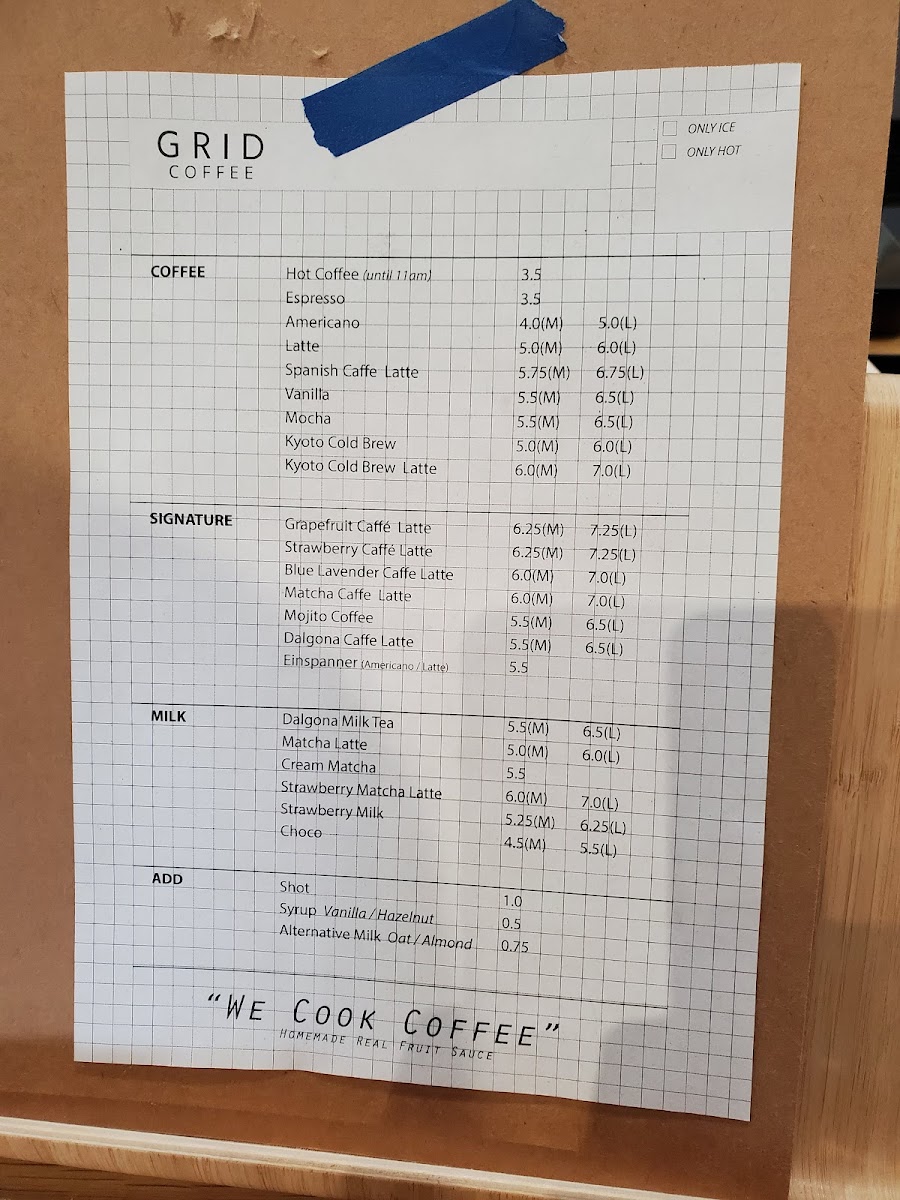 GRID
COFFEE
ONLY ICE
ONLY HOT
COFFEE
Hot Coffee (until 11am) 3.5
Espresso 3.5
Americano 4.0(M) 5.0(L)
Latte 5.0(M) 6.0(L)
Spanish Caffe Latte 5.75(M) 6.75(L)
Vanilla 5.5(M) 6.5(L)
Mocha 5.5(M) 6.5(L)
Kyoto Cold Brew 5.0(M) 6.0(L)
Kyoto Cold Brew Latte 6.0(M) 7.0(L)
SIGNATURE
Grapefruit Caffé Latte 6.25(M) 7.25(L)
Strawberry Caffé Latte 6.25(M) 7.25(L)
Blue Lavender Caffe Latte 6.0(M) 7.0(L)
Matcha Caffe Latte 6.0(M) 7.0(L)
Mojito Coffee 5.5(M) 6.5(L)
Dalgona Caffe Latte 5.5(M) 6.5(L)
Einspanner (Americano / Latte) 5.5
MILK
Dalgona Milk Tea 5.5(M) 6.5(L)
Matcha Latte 5.0(M) 6.0(L)
Cream Matcha 5.5
Strawberry Matcha Latte 6.0(M) 7.0(L)
Strawberry Milk 5.25(M) 6.25(L)
Choco 4.5(M) 5.5(L)
ADD
Shot 1.0
Syrup Vanilla / Hazelnut 0.5
Alternative Milk Oat / Almond 0.75
“WE COOK COFFEE”
HOMEMADE REAL FRUIT SAUCE